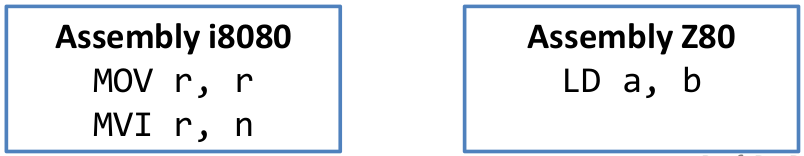 Assembly i8080
MOV r, r
MVI r, n
Assembly Z80
LD a, b